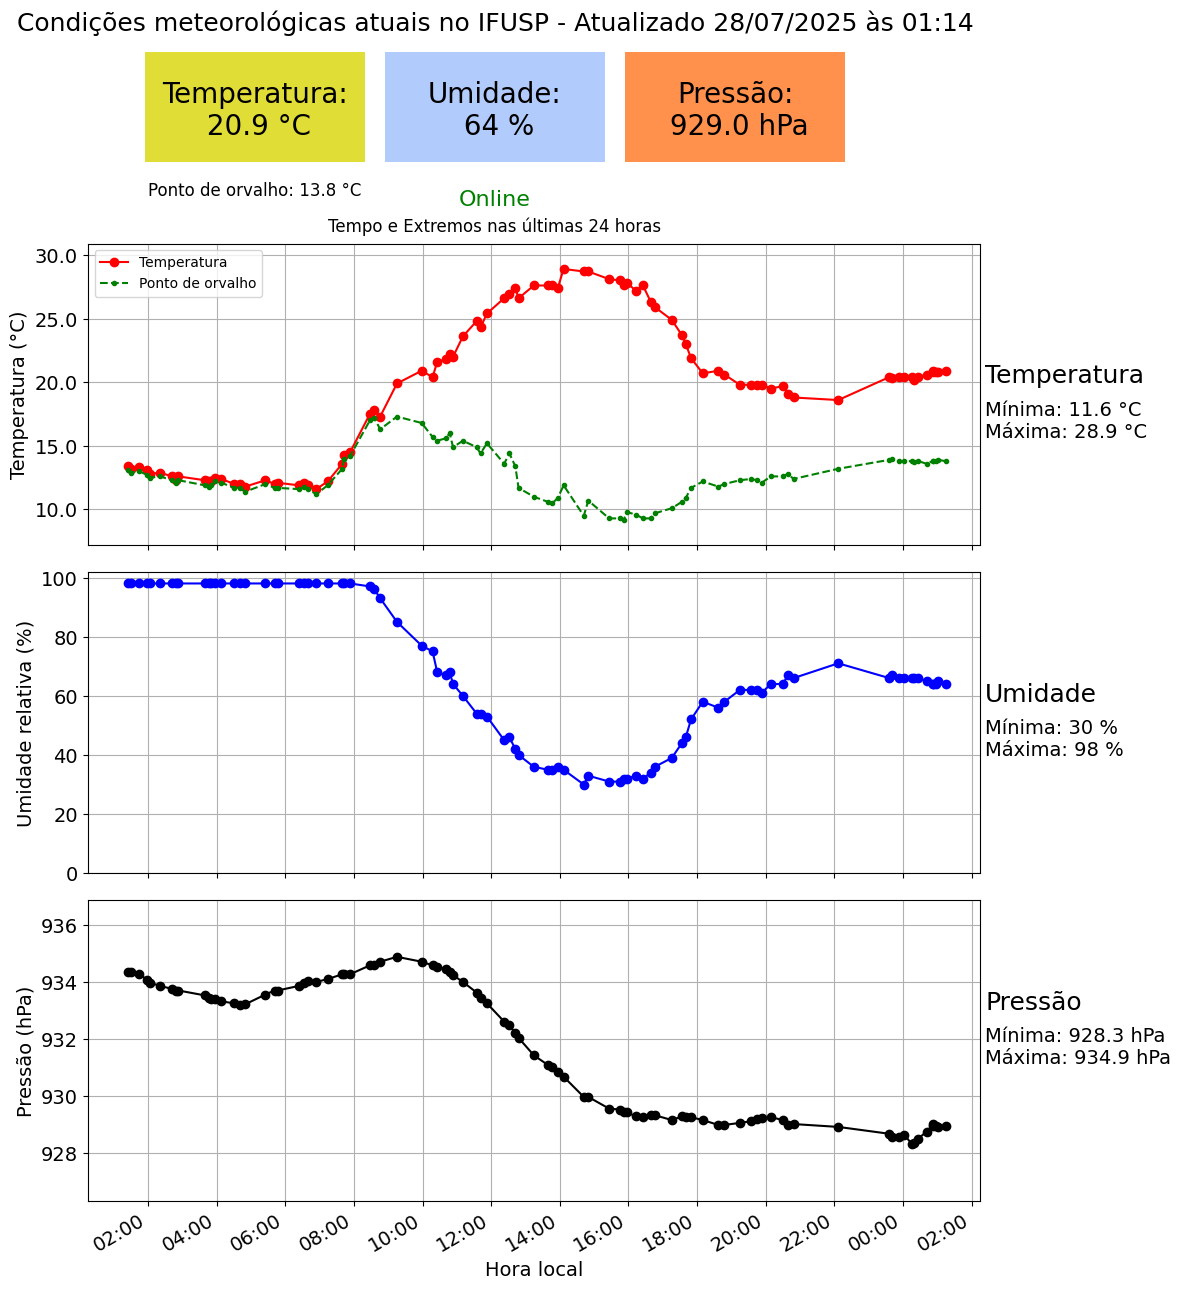 Condições meteorológicas atuais no IFUSP - Atualizado 28/07/2025 às 01:14
Temperatura:
20.9 °C
Umidade:
64 %
Pressão:
929.0 hPa
Ponto de orvalho: 13.8 °C
Online
Tempo e Extremos nas últimas 24 horas
Temperatura
Ponto de orvalho
Temperatura (°C)
30.0
25.0
20.0
15.0
10.0
Temperatura
Mínima: 11.6 °C
Máxima: 28.9 °C
Umidade relativa (%)
100
80
60
40
20
0
Umidade
Mínima: 30 %
Máxima: 98 %
Pressão (hPa)
936
934
932
930
928
Pressão
Mínima: 928.3 hPa
Máxima: 934.9 hPa
02:00 04:00 06:00 08:00 10:00 12:00 14:00 16:00 18:00 20:00 22:00 00:00 02:00
Hora local